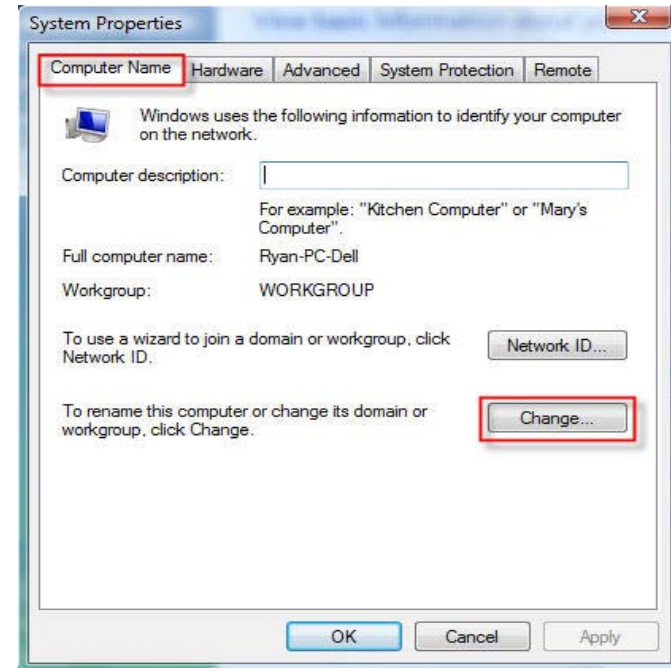 System Properties
Computer Name Hardware Advanced System Protection Remote
Windows uses the following information to identify your computer
on the network.
Computer description:
For example: "Kitchen Computer" or "Mary's
Computer".
Full computer name: Ryan-PC-Dell
Workgroup: WORKGROUP
To use a wizard to join a domain or workgroup, click
Network ID.
Network ID...
To rename this computer or change its domain or
workgroup, click Change.
Change...
OK Cancel Apply